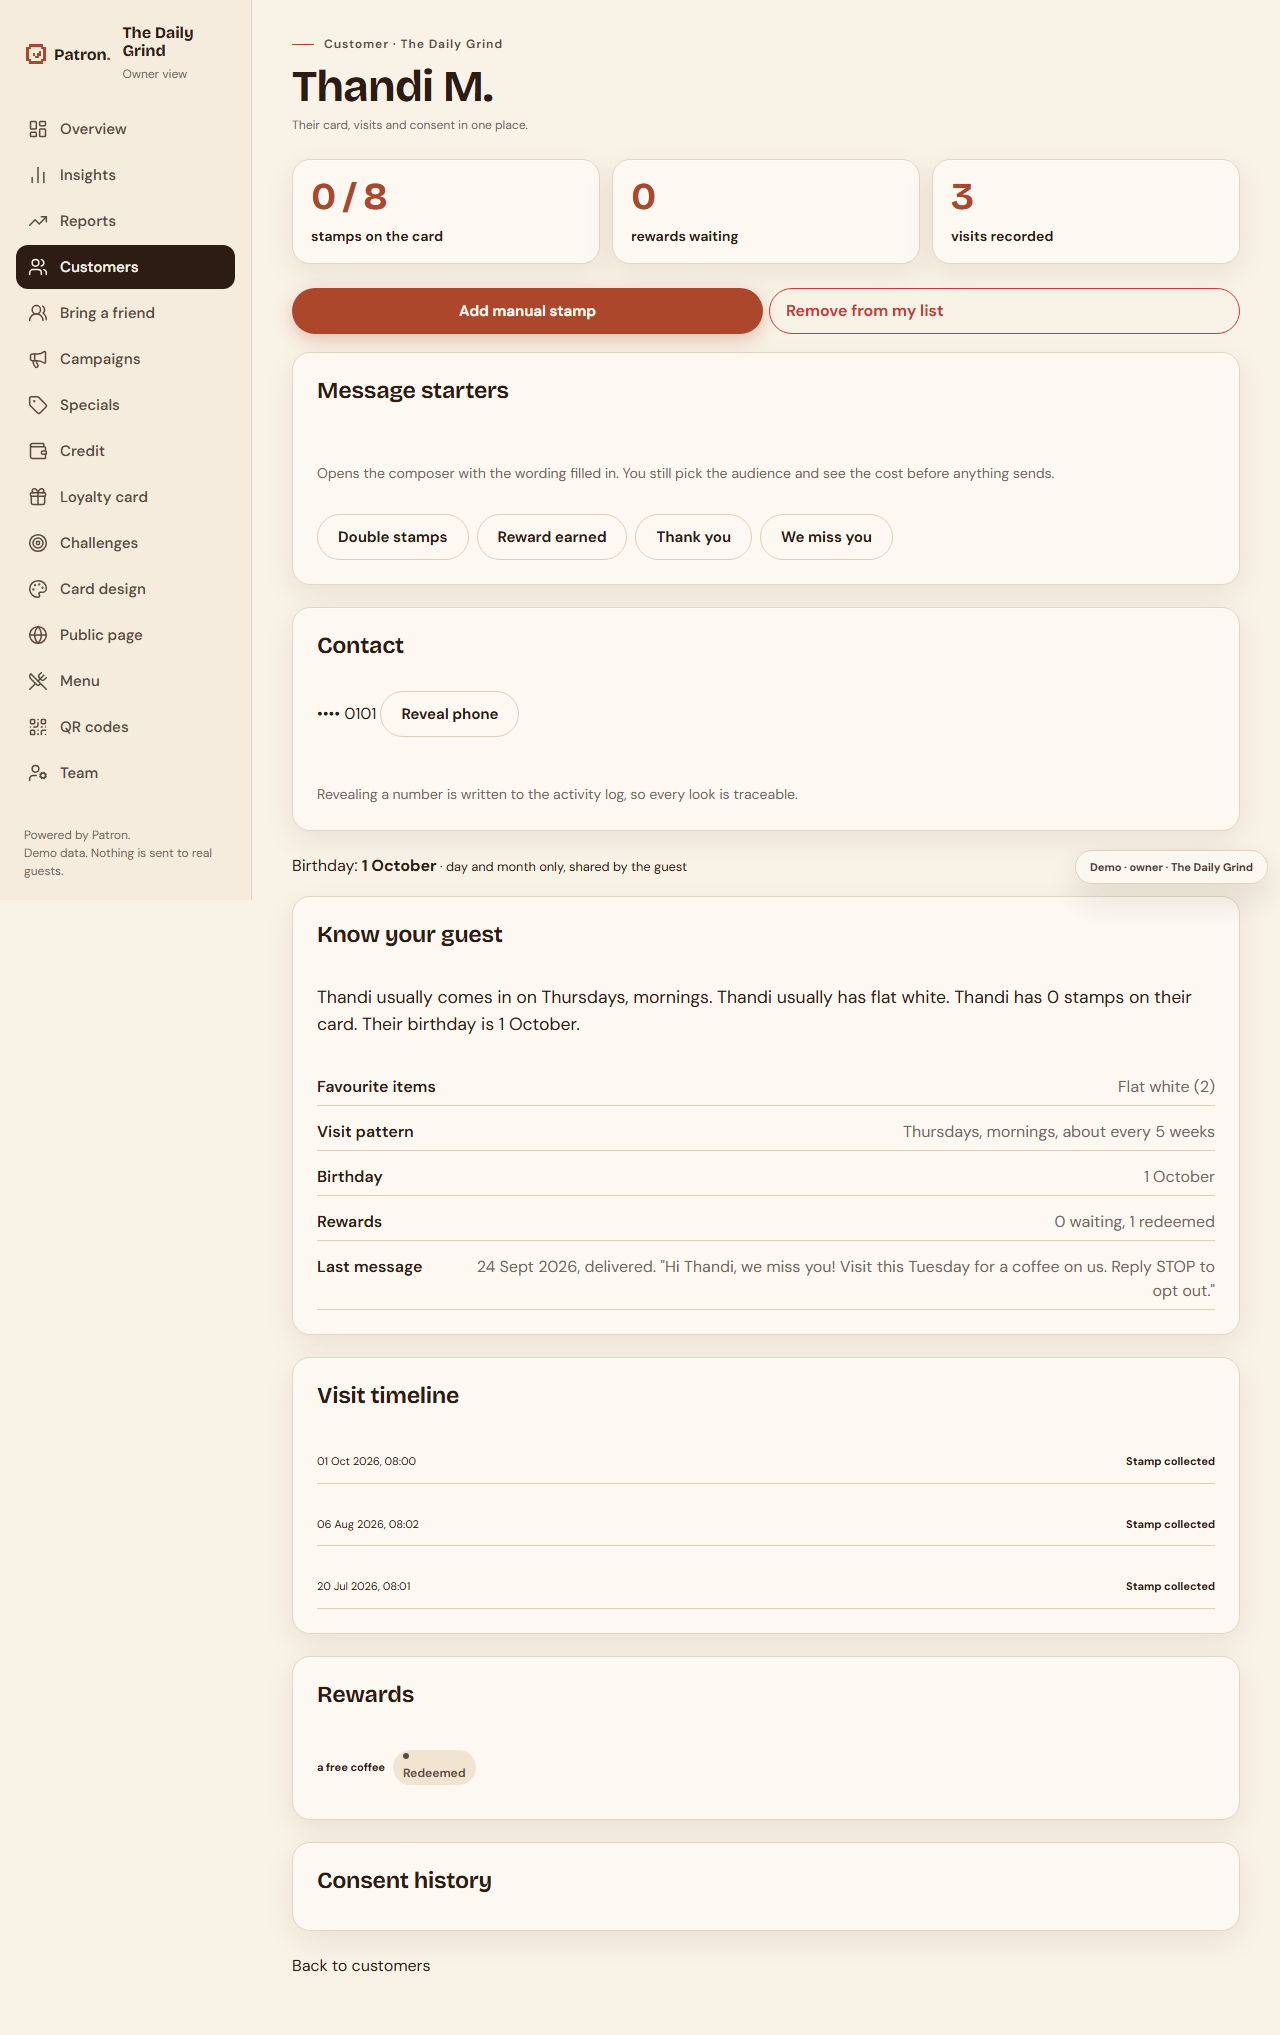 Patron.
The Daily
Grind
Owner view
Overview
Insights
Reports
Customers
Bring a friend
Campaigns
Specials
Credit
Loyalty card
Challenges
Card design
Public page
Menu
QR codes
Team
Powered by Patron.
Demo data. Nothing is sent to real
guests.
Customer · The Daily Grind
Thandi M.
Their card, visits and consent in one place.
0 / 8
stamps on the card
0
rewards waiting
3
visits recorded
Add manual stamp
Remove from my list
Message starters
Opens the composer with the wording filled in. You still pick the audience and see the cost before anything sends.
Double stamps
Reward earned
Thank you
We miss you
Contact
•••• 0101
Reveal phone
Revealing a number is written to the activity log, so every look is traceable.
Birthday: 1 October · day and month only, shared by the guest
Demo · owner · The Daily Grind
Know your guest
Thandi usually comes in on Thursdays, mornings. Thandi usually has flat white. Thandi has 0 stamps on their
card. Their birthday is 1 October.
Favourite items
Flat white (2)
Visit pattern
Thursdays, mornings, about every 5 weeks
Birthday
1 October
Rewards
0 waiting, 1 redeemed
Last message
24 Sept 2026, delivered. "Hi Thandi, we miss you! Visit this Tuesday for a coffee on us. Reply STOP to
opt out."
Visit timeline
01 Oct 2026, 08:00
Stamp collected
06 Aug 2026, 08:02
Stamp collected
20 Jul 2026, 08:01
Stamp collected
Rewards
a free coffee
Redeemed
Consent history
Back to customers